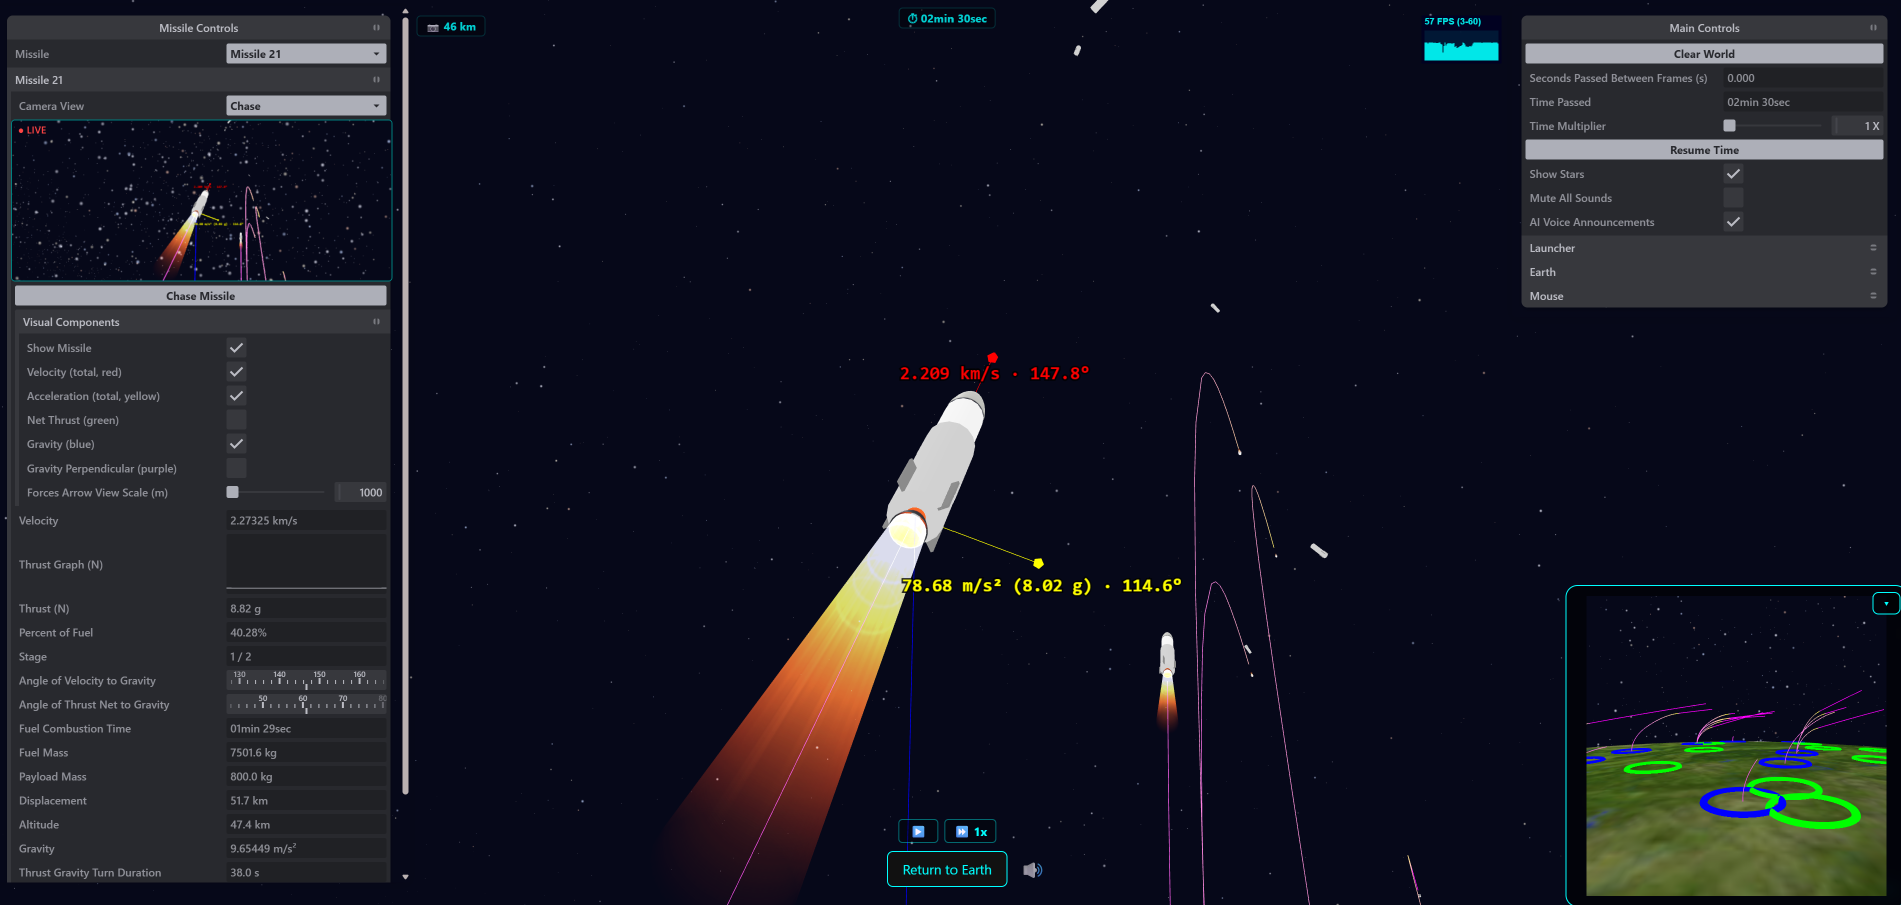 Missile Controls
Missile Missile 21
Missile 21
Camera View Chase
LIVE
Chase Missile
Visual Components
Show Missile
Velocity (total, red)
Acceleration (total, yellow)
Net Thrust (green)
Gravity (blue)
Gravity Perpendicular (purple)
Forces Arrow View Scale (m) 1000
Velocity 2.27325 km/s
Thrust Graph (N)
Thrust (N) 8.82 g
Percent of Fuel 40.28%
Stage 1 / 2
Angle of Velocity to Gravity 130 140 150 160
Angle of Thrust Net to Gravity 50 60 70 80
Fuel Combustion Time 01min 29sec
Fuel Mass 7501.6 kg
Payload Mass 800.0 kg
Displacement 51.7 km
Altitude 47.4 km
Gravity 9.65449 m/s²
Thrust Gravity Turn Duration 38.0 s
46 km
02min 30sec
2.209 km/s · 147.8°
78.68 m/s² (8.02 g) · 114.6°
1x
Return to Earth
57 FPS (3-60)
Main Controls
Clear World
Seconds Passed Between Frames (s) 0.000
Time Passed 02min 30sec
Time Multiplier 1 X
Resume Time
Show Stars
Mute All Sounds
AI Voice Announcements
Launcher
Earth
Mouse